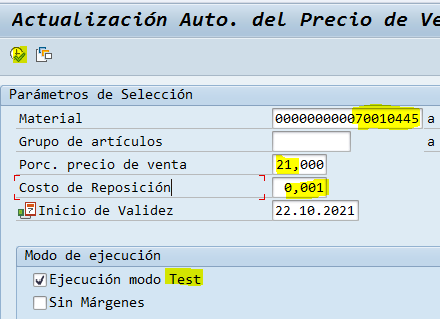 Actualización Auto. del Precio de Ve
Parámetros de Selección
Material 000000000070010445 a
Grupo de artículos a
Porc. precio de venta 21,000
Costo de Reposición 0,001
Inicio de Validez 22.10.2021
Modo de ejecución
Ejecución modo Test
Sin Márgenes